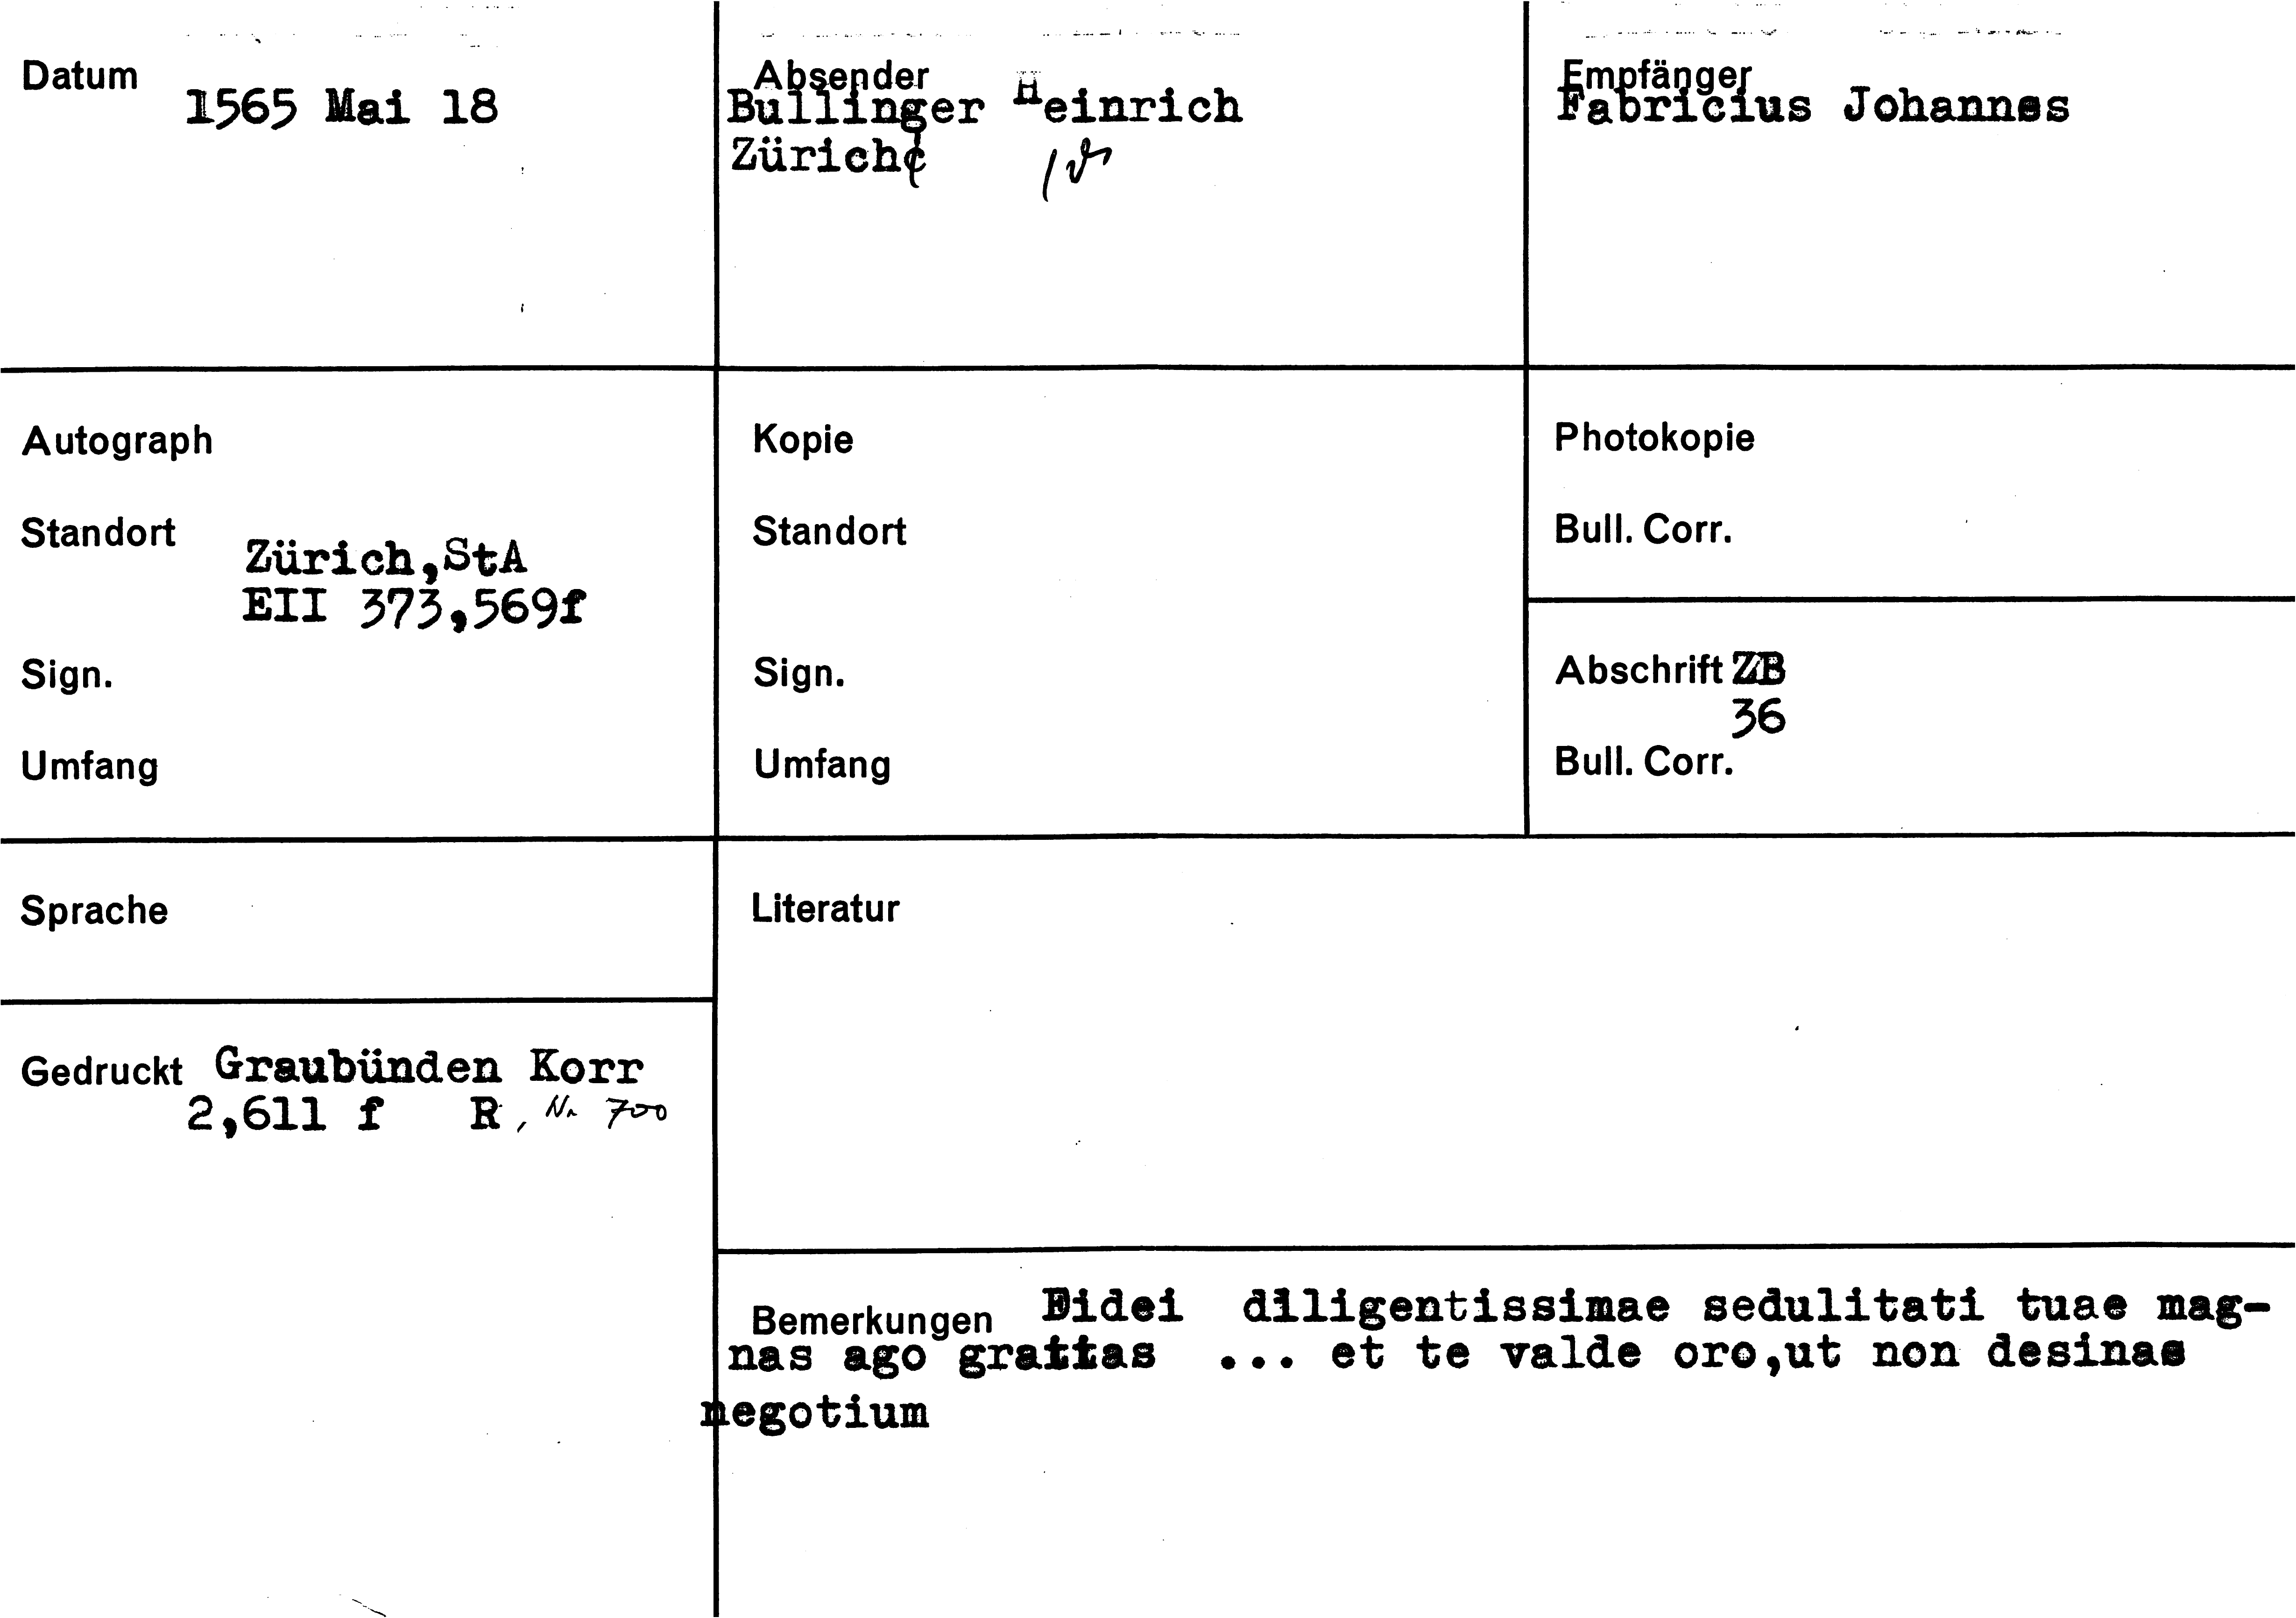 Datum
1565 Mai 18
Absender
Bullinger Heinrich
Zürich
Empfänger
Fabricius Johannes
Autograph
Standort
Zürich,StA
EII 373,569f
Sign.
Umfang
Kopie
Standort
Sign.
Umfang
Photokopie
Bull. Corr.
Abschrift ZB
36
Bull. Corr.
Sprache
Gedruckt Graubünden Korr
2,611 f R, Nr 700
Literatur
Bemerkungen Fidei diligentissimae sedulitati tuae mag-
nas ago gratias ... et te valde oro,ut non desinas
negotium